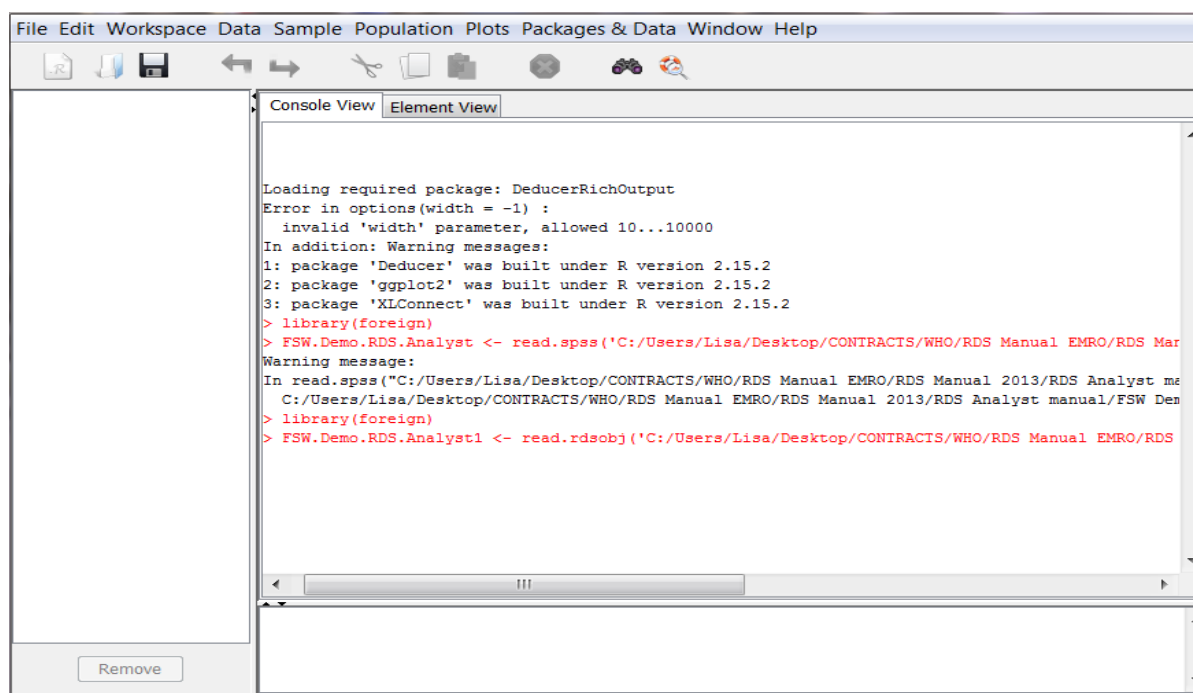 File Edit Workspace Data Sample Population Plots Packages & Data Window Help
Console View Element View
Loading required package: DeducerRichOutput
Error in options(width = -1) :
invalid 'width' parameter, allowed 10...10000
In addition: Warning messages:
1: package 'Deducer' was built under R version 2.15.2
2: package 'ggplot2' was built under R version 2.15.2
3: package 'XLConnect' was built under R version 2.15.2
> library(foreign)
> FSW.Demo.RDS.Analyst <- read.spss('C:/Users/Lisa/Desktop/CONTRACTS/WHO/RDS Manual EMRO/RDS Mar
Warning message:
In read.spss("C:/Users/Lisa/Desktop/CONTRACTS/WHO/RDS Manual EMRO/RDS Manual 2013/RDS Analyst ma
C:/Users/Lisa/Desktop/CONTRACTS/WHO/RDS Manual EMRO/RDS Manual 2013/RDS Analyst manual/FSW Dem
> library(foreign)
> FSW.Demo.RDS.Analyst1 <- read.rdsobj('C:/Users/Lisa/Desktop/CONTRACTS/WHO/RDS Manual EMRO/RDS
Remove